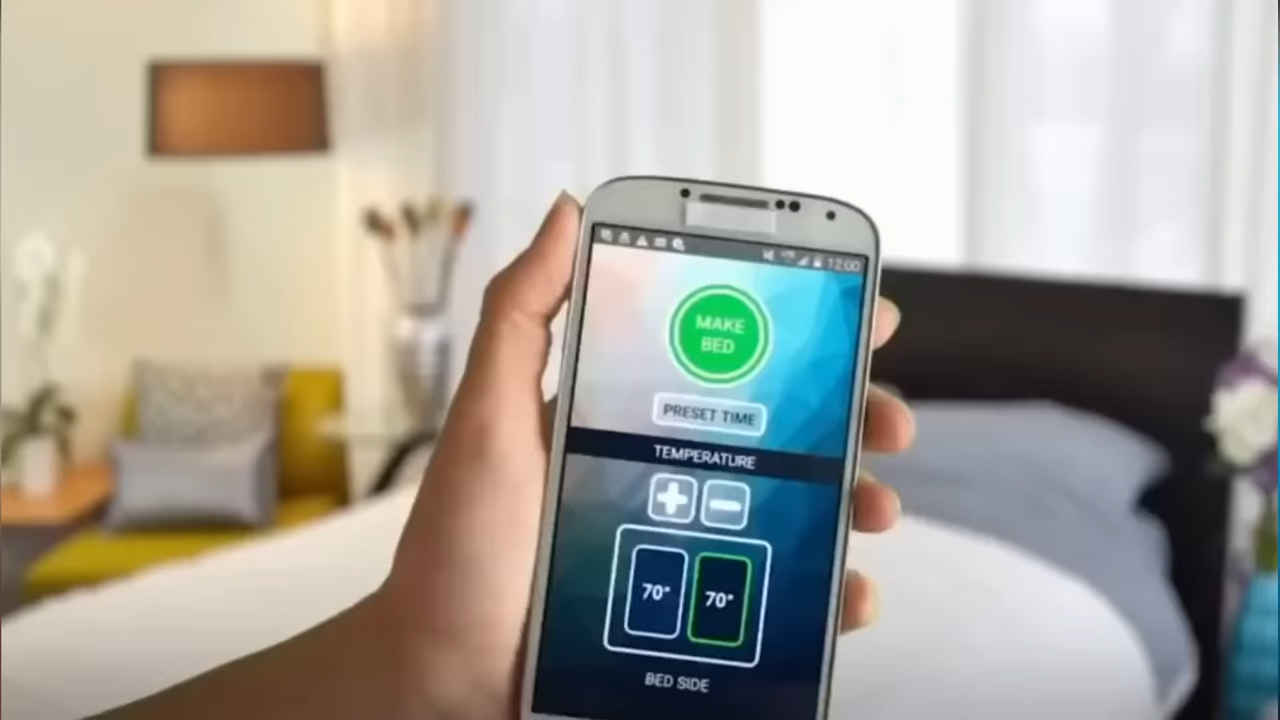 12:00
MAKE
BED
PRESET TIME
TEMPERATURE
70°
70°
BED SIDE